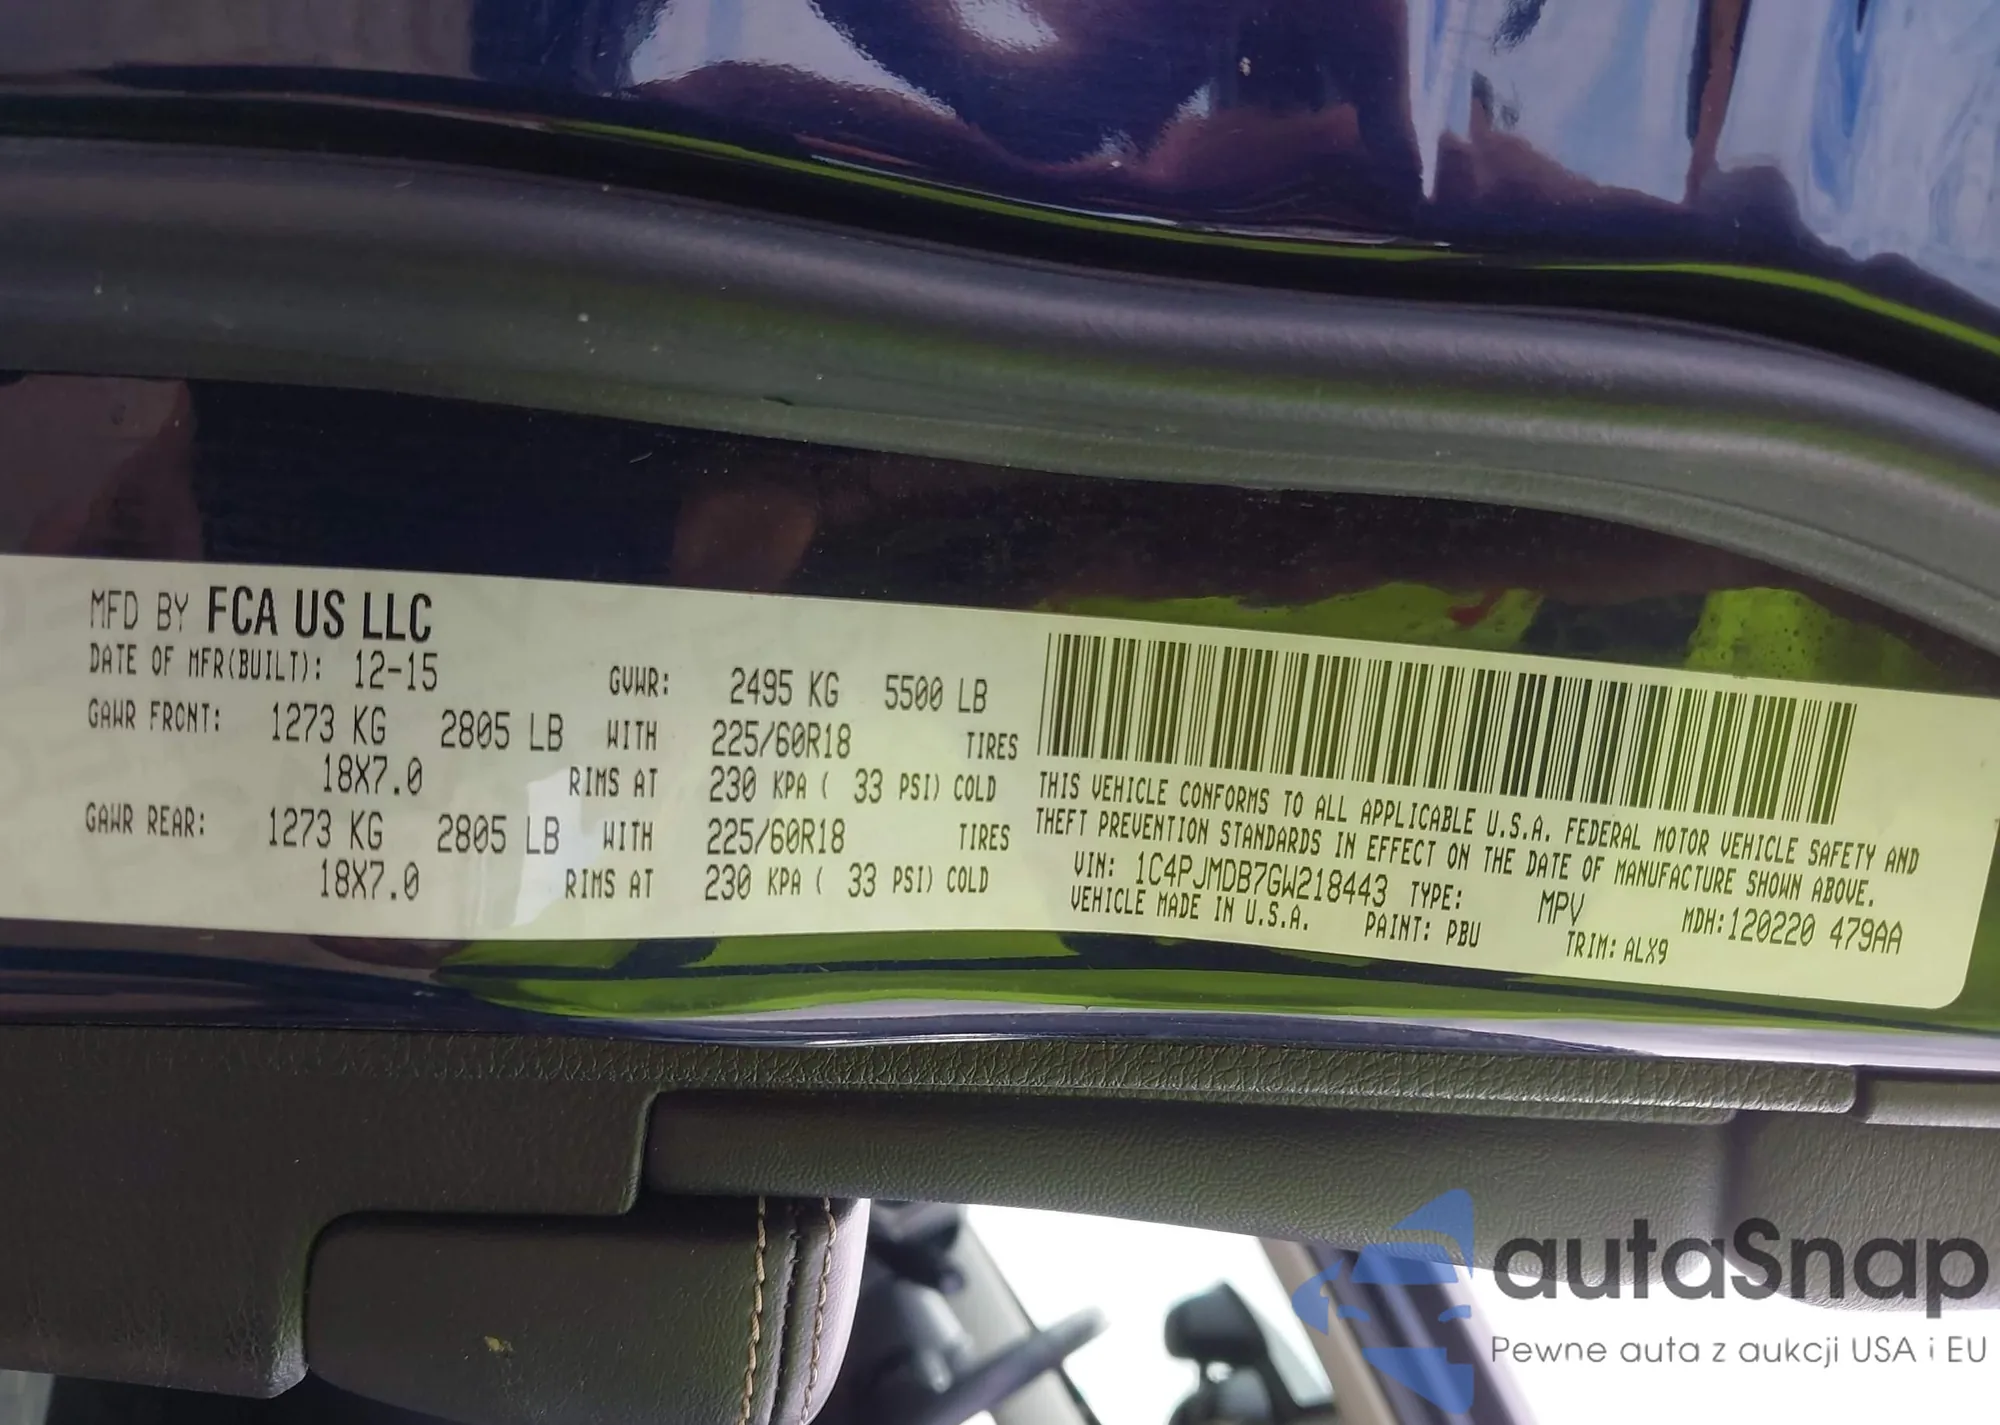 MFD BY FCA US LLC
DATE OF MFR(BUILT): 12-15
GVWR: 2495 KG 5500 LB
GAWR FRONT: 1273 KG 2805 LB WITH 225/60R18 TIRES
18X7.0 RIMS AT 230 KPA ( 33 PSI) COLD
GAWR REAR: 1273 KG 2805 LB WITH 225/60R18 TIRES
18X7.0 RIMS AT 230 KPA ( 33 PSI) COLD
THIS VEHICLE CONFORMS TO ALL APPLICABLE U.S.A. FEDERAL MOTOR VEHICLE SAFETY AND
THEFT PREVENTION STANDARDS IN EFFECT ON THE DATE OF MANUFACTURE SHOWN ABOVE.
VIN: 1C4PJMDB7GW218443 TYPE: MPV MDH:120220 479AA
VEHICLE MADE IN U.S.A. PAINT: PBU TRIM: ALX9
autaSnap
Pewne auta z aukcji USA i EU